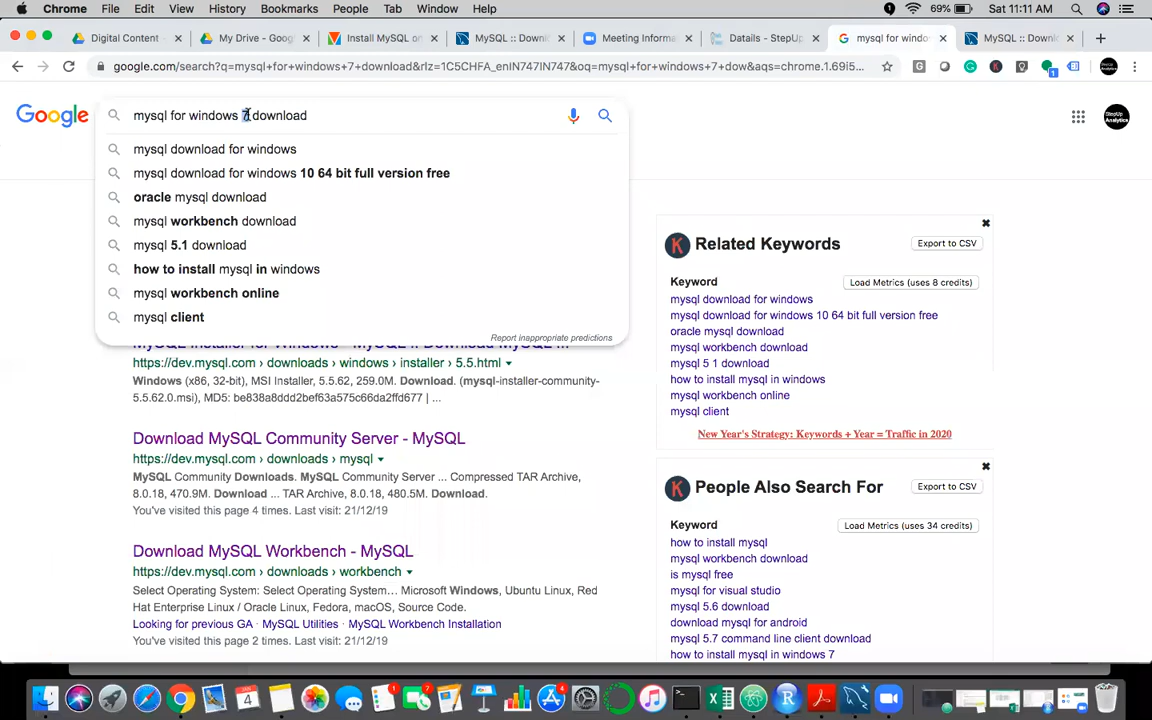 Chrome File Edit View History Bookmarks People Tab Window Help 69% Sat 11:11 AM
Digital Content - My Drive - Goog Install MySQL on MySQL :: Downl Meeting Informa Datails - StepU mysql for windo MySQL :: Downl
google.com/search?q=mysql+for+windows+7+download&rlz=1C5CHFA_enIN747IN747&oq=mysql+for+windows+7+dow&aqs=chrome.1.69i5...
Google
mysql for windows 7 download
mysql download for windows
mysql download for windows 10 64 bit full version free
oracle mysql download
mysql workbench download
mysql 5.1 download
how to install mysql in windows
mysql workbench online
mysql client
Report inappropriate predictions
MySQL Installer for Windows - MySQL :: Download MySQL ...
https://dev.mysql.com › downloads › windows › installer › 5.5.html
Windows (x86, 32-bit), MSI Installer, 5.5.62, 259.0M. Download. (mysql-installer-community-
5.5.62.0.msi), MD5: be838a8ddd2bef63a575c66da2ffd677 | ...
Download MySQL Community Server - MySQL
https://dev.mysql.com › downloads › mysql
MySQL Community Downloads. MySQL Community Server ... Compressed TAR Archive,
8.0.18, 470.9M. Download ... TAR Archive, 8.0.18, 480.5M. Download.
You've visited this page 4 times. Last visit: 21/12/19
Download MySQL Workbench - MySQL
https://dev.mysql.com › downloads › workbench
Select Operating System: Select Operating System... Microsoft Windows, Ubuntu Linux, Red
Hat Enterprise Linux / Oracle Linux, Fedora, macOS, Source Code.
Looking for previous GA · MySQL Utilities · MySQL Workbench Installation
You've visited this page 2 times. Last visit: 21/12/19
Related Keywords
Export to CSV
Keyword
Load Metrics (uses 8 credits)
mysql download for windows
mysql download for windows 10 64 bit full version free
oracle mysql download
mysql workbench download
mysql 5 1 download
how to install mysql in windows
mysql workbench online
mysql client
New Year's Strategy: Keywords + Year = Traffic in 2020
People Also Search For
Export to CSV
Keyword
Load Metrics (uses 34 credits)
how to install mysql
mysql workbench download
is mysql free
mysql for visual studio
mysql 5.6 download
download mysql for android
mysql 5.7 command line client download
how to install mysql in windows 7